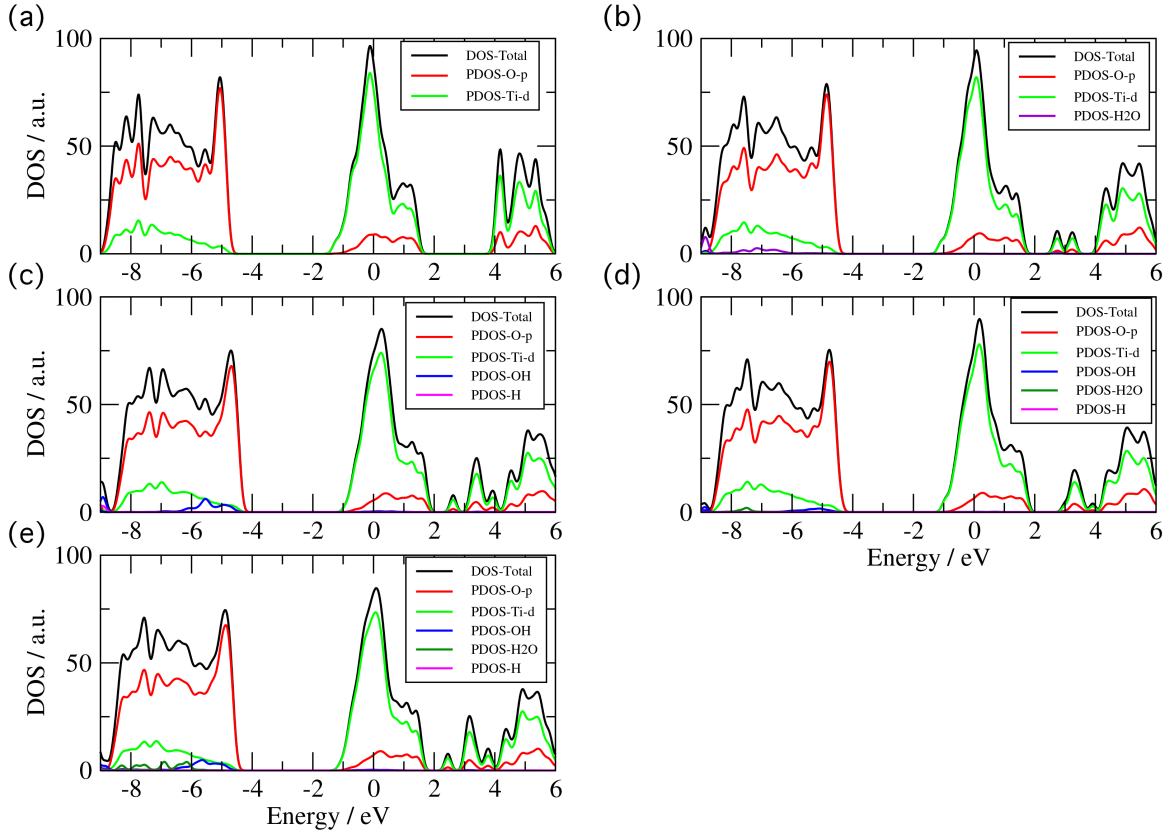 (a)
100
50
0
DOS / a.u.
DOS-Total
PDOS-O-p
PDOS-Ti-d
-8 -6 -4 -2 0 2 4 6
(b)
100
50
0
DOS-Total
PDOS-O-p
PDOS-Ti-d
PDOS-H2O
-8 -6 -4 -2 0 2 4 6
(c)
100
50
0
DOS / a.u.
DOS-Total
PDOS-O-p
PDOS-Ti-d
PDOS-OH
PDOS-H
-8 -6 -4 -2 0 2 4 6
(d)
100
50
0
DOS-Total
PDOS-O-p
PDOS-Ti-d
PDOS-OH
PDOS-H2O
PDOS-H
-8 -6 -4 -2 0 2 4 6
Energy / eV
(e)
100
50
0
DOS / a.u.
DOS-Total
PDOS-O-p
PDOS-Ti-d
PDOS-OH
PDOS-H2O
PDOS-H
-8 -6 -4 -2 0 2 4 6
Energy / eV